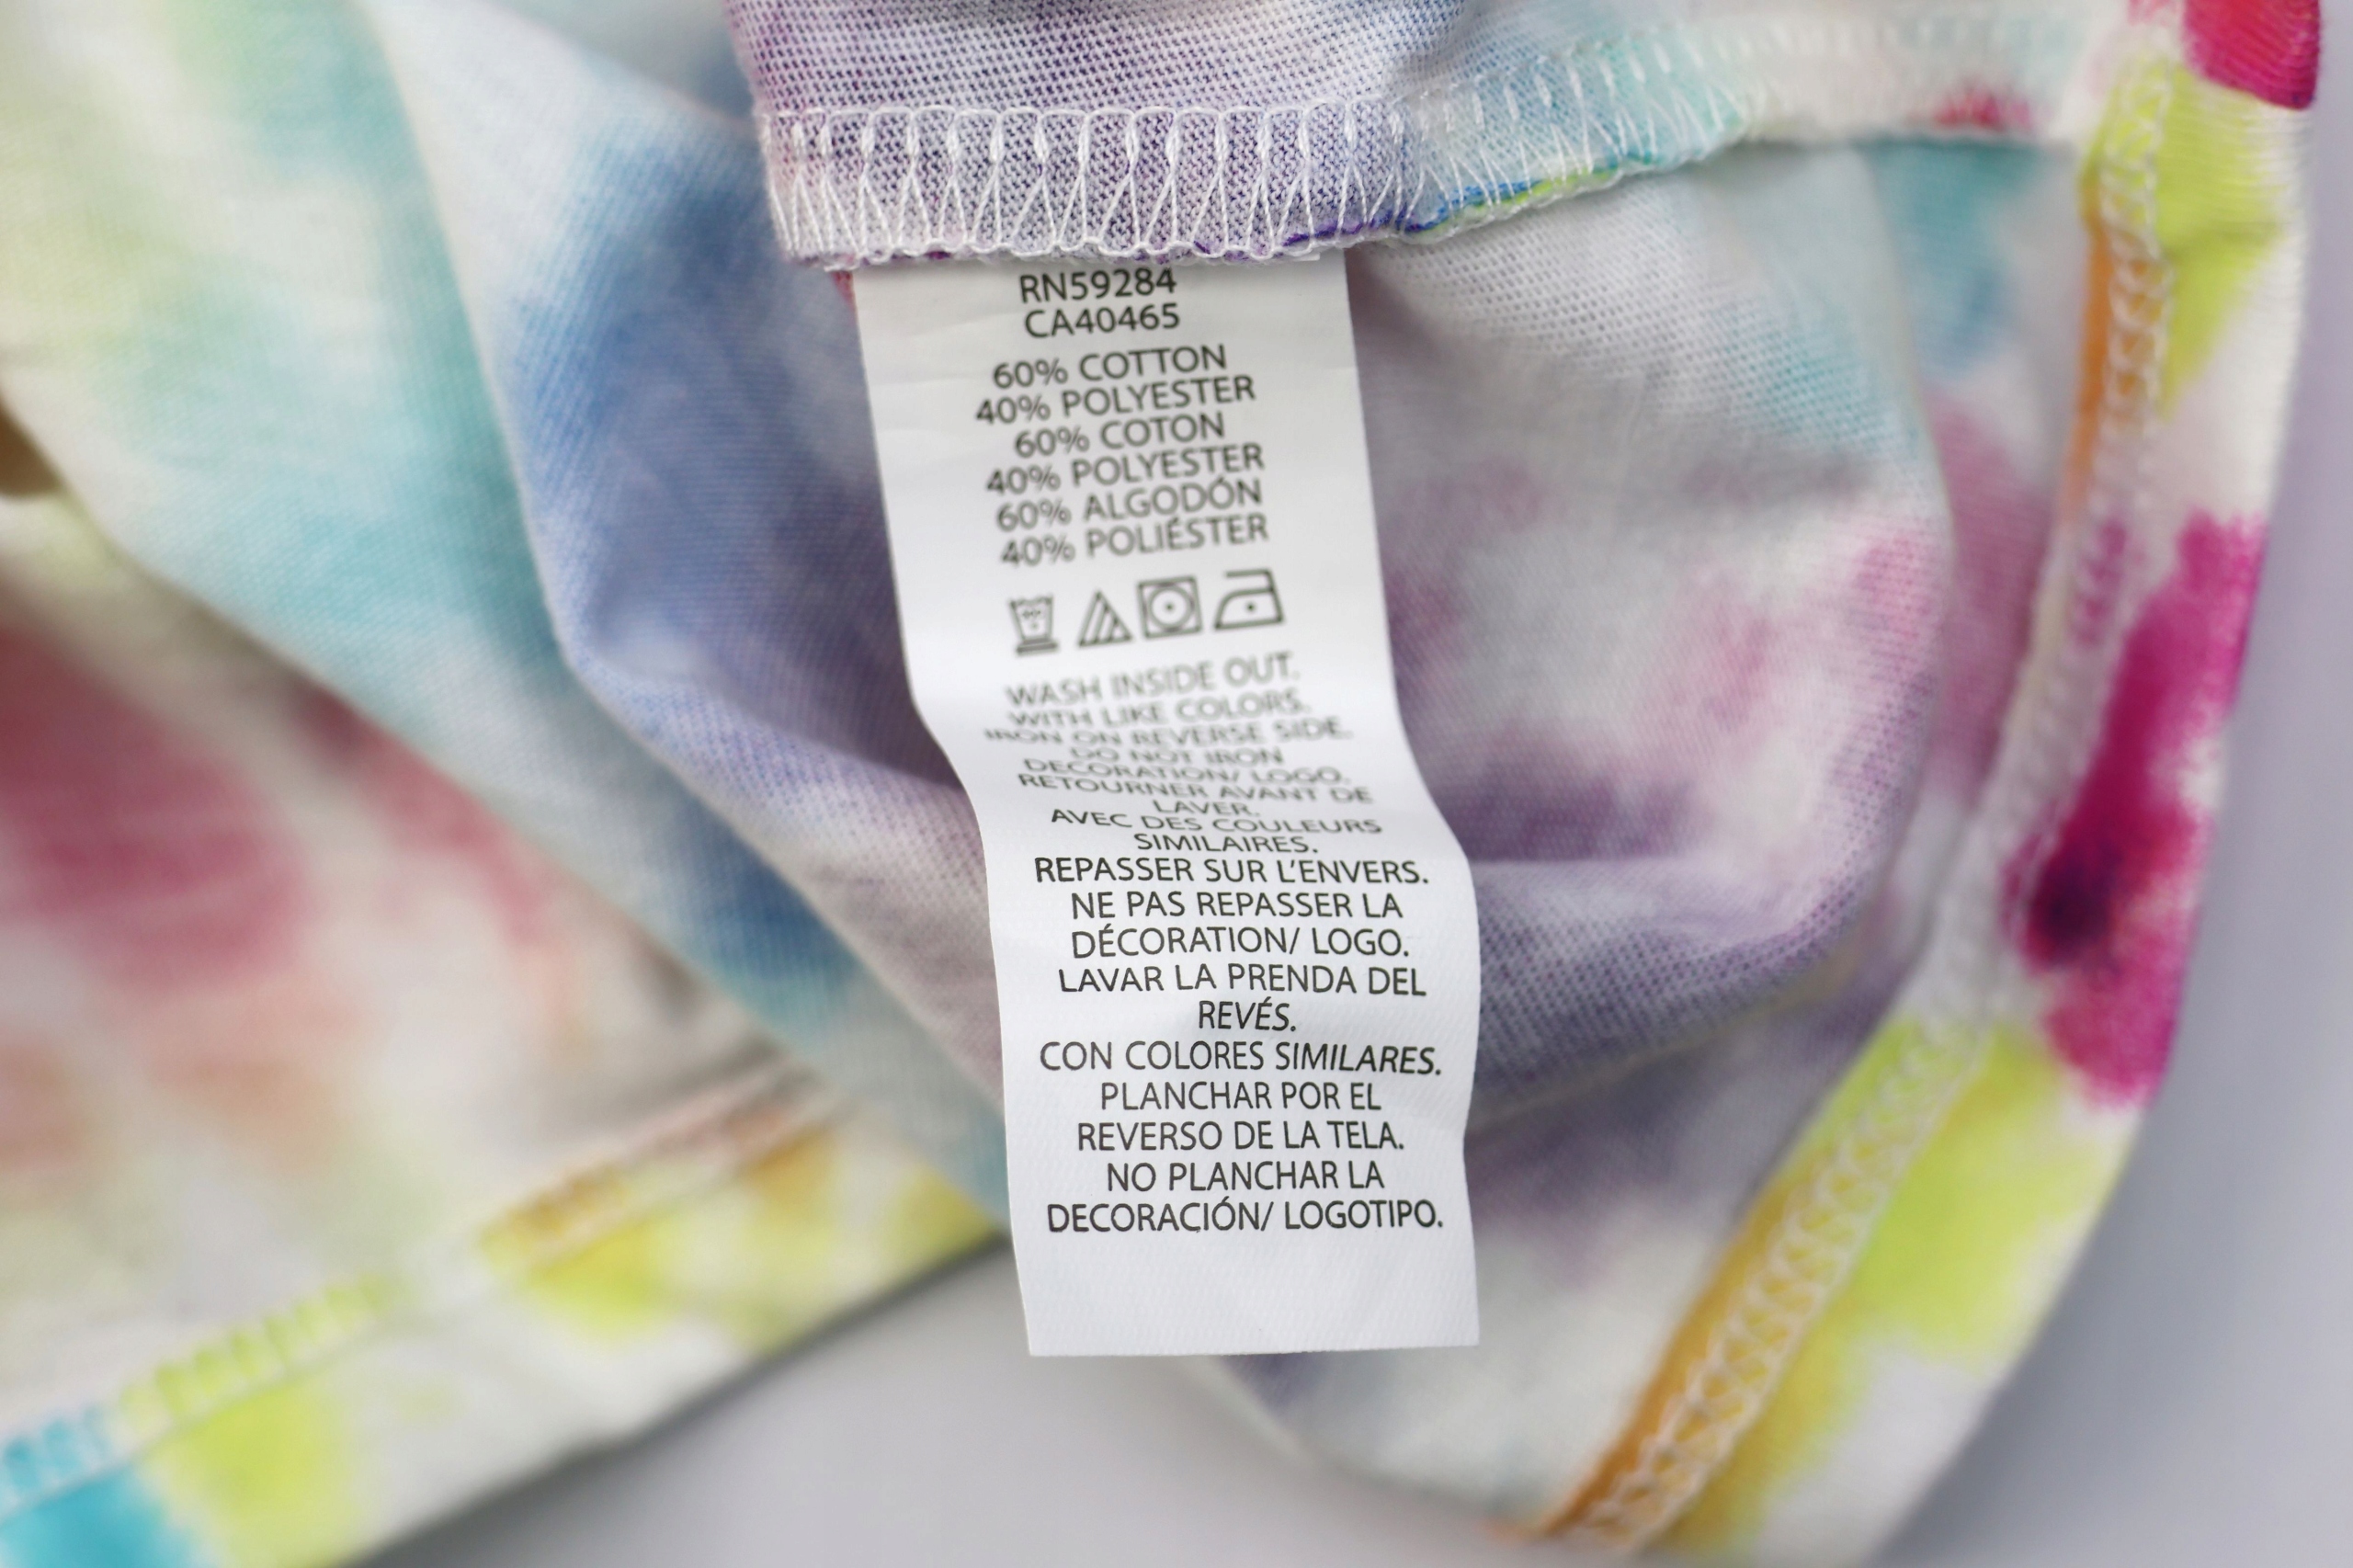 RN59284
CA40465
60% COTTON
40% POLYESTER
60% COTON
40% POLYESTER
60% ALGODÓN
40% POLIÉSTER
WASH INSIDE OUT.
WITH LIKE COLORS.
IRON ON REVERSE SIDE.
DO NOT IRON
DECORATION/ LOGO.
RETOURNER AVANT DE
LAVER.
AVEC DES COULEURS
SIMILAIRES.
REPASSER SUR L'ENVERS.
NE PAS REPASSER LA
DÉCORATION/ LOGO.
LAVAR LA PRENDA DEL
REVÉS.
CON COLORES SIMILARES.
PLANCHAR POR EL
REVERSO DE LA TELA.
NO PLANCHAR LA
DECORACIÓN/ LOGOTIPO.